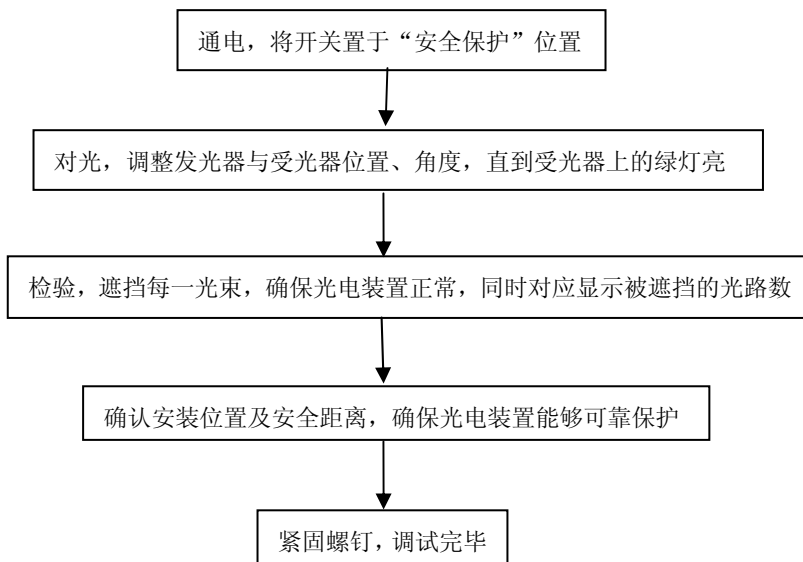 通电，将开关置于“安全保护”位置
对光，调整发光器与受光器位置、角度，直到受光器上的绿灯亮
检验，遮挡每一光束，确保光电装置正常，同时对应显示被遮挡的光路数
确认安装位置及安全距离，确保光电装置能够可靠保护
紧固螺钉，调试完毕